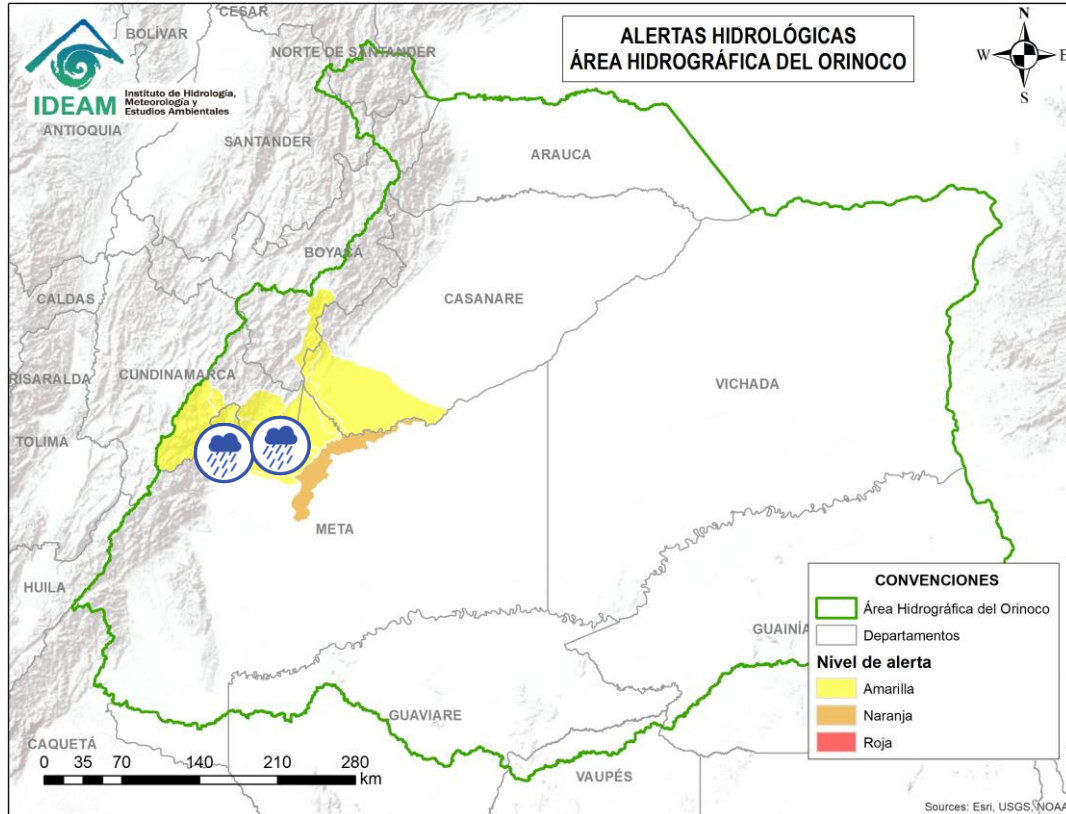 CESAR
BOLÍVAR
NORTE DE SANTANDER
IDEAM
Instituto de Hidrología,
Meteorología y
Estudios Ambientales
ALERTAS HIDROLÓGICAS
ÁREA HIDROGRÁFICA DEL ORINOCO
N
W
E
S
ANTIOQUIA
SANTANDER
ARAUCA
BOYACÁ
CALDAS
CASANARE
RISARALDA
CUNDINAMARCA
VICHADA
TOLIMA
META
HUILA
GUAINÍA
GUAVIARE
CAQUETÁ
VAUPÉS
CONVENCIONES
Área Hidrográfica del Orinoco
Departamentos
Nivel de alerta
Amarilla
Naranja
Roja
0 35 70 140 210 280
km
Sources: Esri, USGS, NOAA